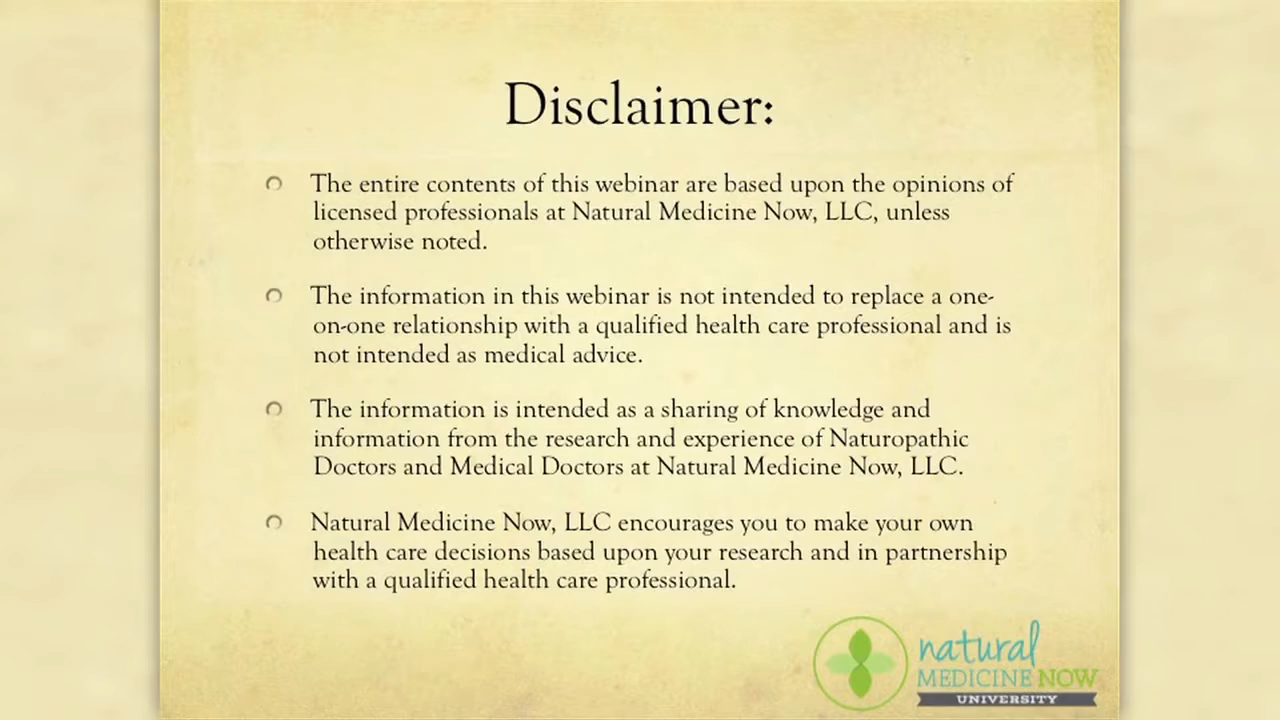 Disclaimer:
The entire contents of this webinar are based upon the opinions of
licensed professionals at Natural Medicine Now, LLC, unless
otherwise noted.
The information in this webinar is not intended to replace a one-
on-one relationship with a qualified health care professional and is
not intended as medical advice.
The information is intended as a sharing of knowledge and
information from the research and experience of Naturopathic
Doctors and Medical Doctors at Natural Medicine Now, LLC.
Natural Medicine Now, LLC encourages you to make your own
health care decisions based upon your research and in partnership
with a qualified health care professional.
natural
MEDICINE NOW
UNIVERSITY